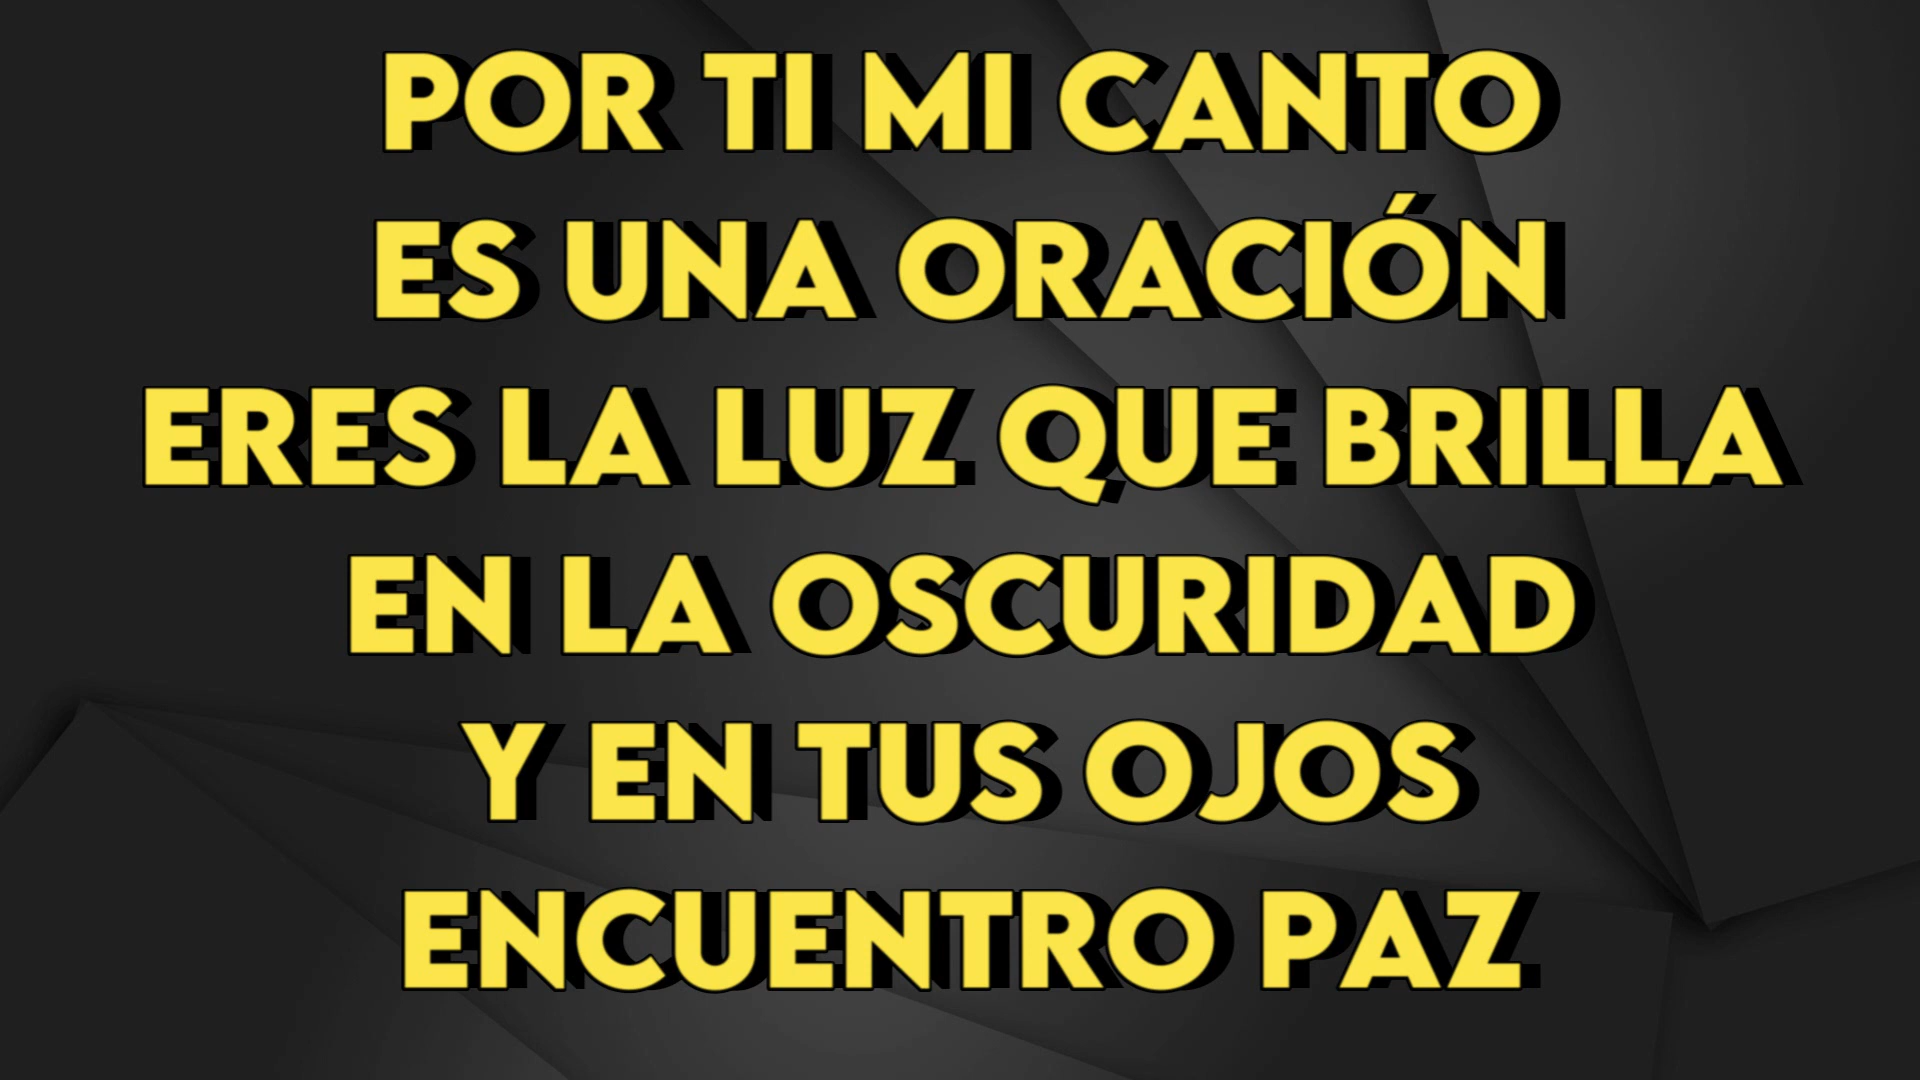 POR TI MI CANTO
ES UNA ORACIÓN
ERES LA LUZ QUE BRILLA
EN LA OSCURIDAD
Y EN TUS OJOS
ENCUENTRO PAZ